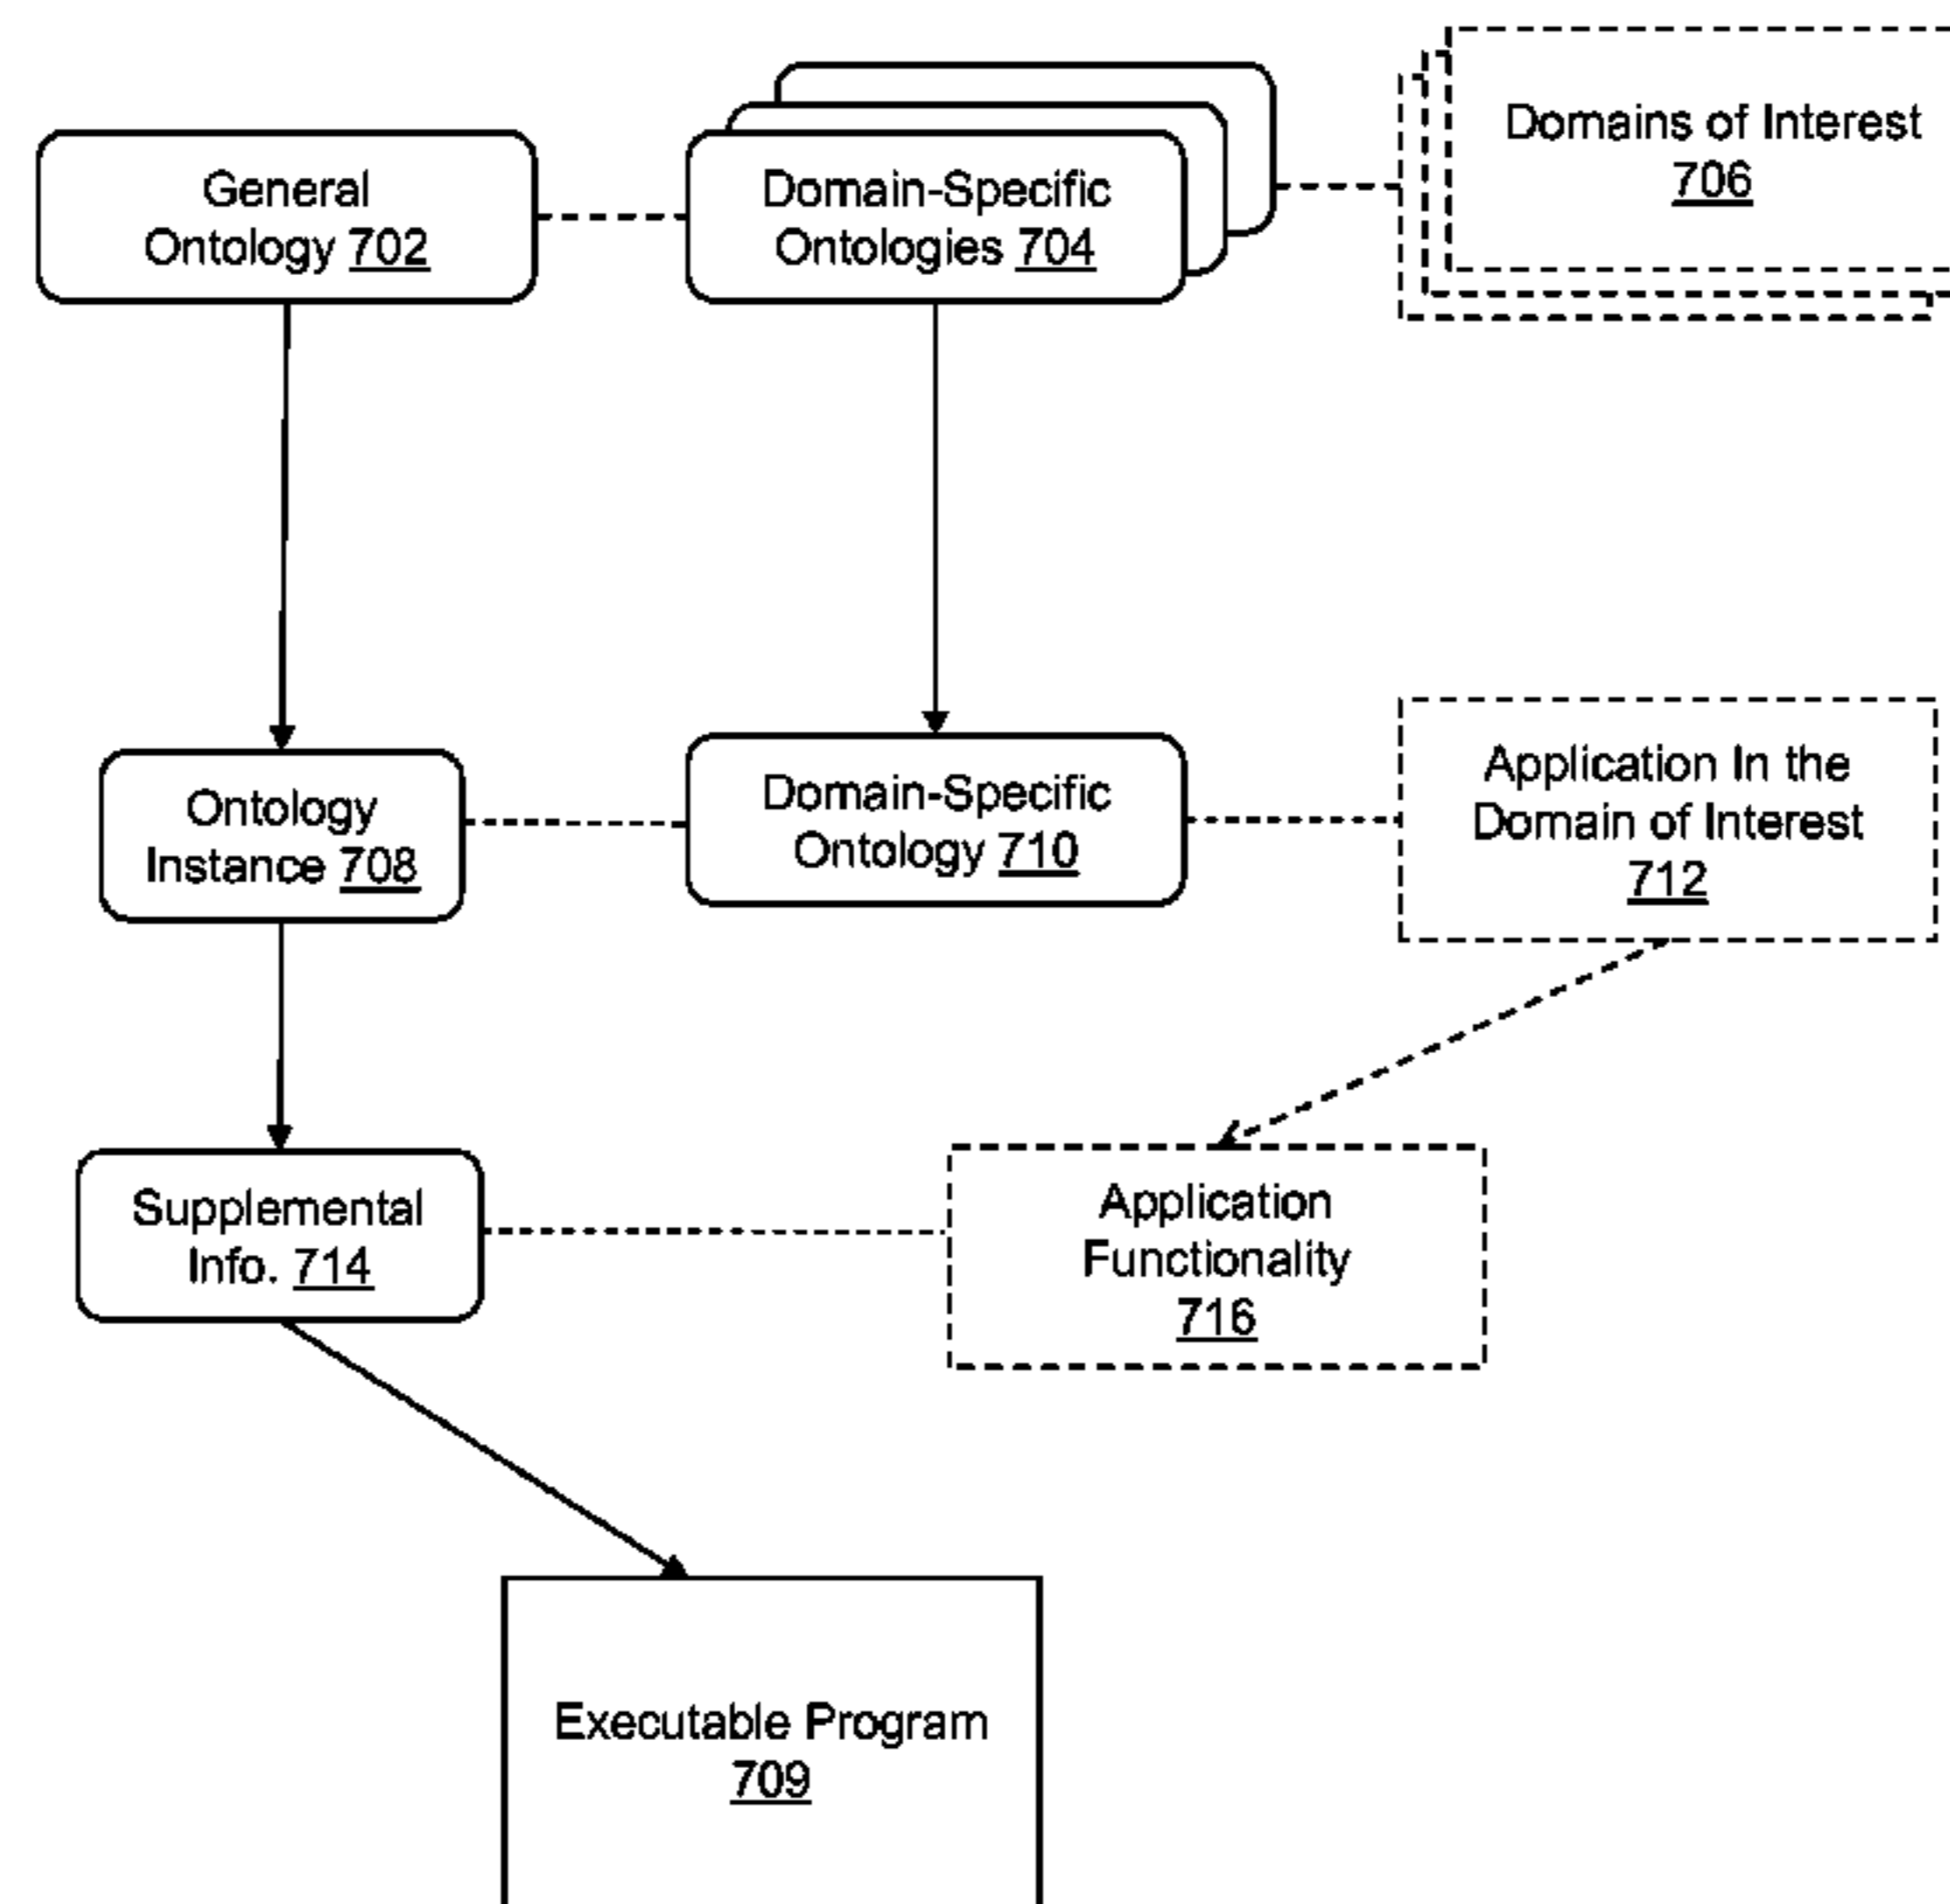 General
Ontology 702
Domain-Specific
Ontologies 704
Domains of Interest
706
Ontology
Instance 708
Domain-Specific
Ontology 710
Application In the
Domain of Interest
712
Supplemental
Info. 714
Application
Functionality
716
Executable Program
709